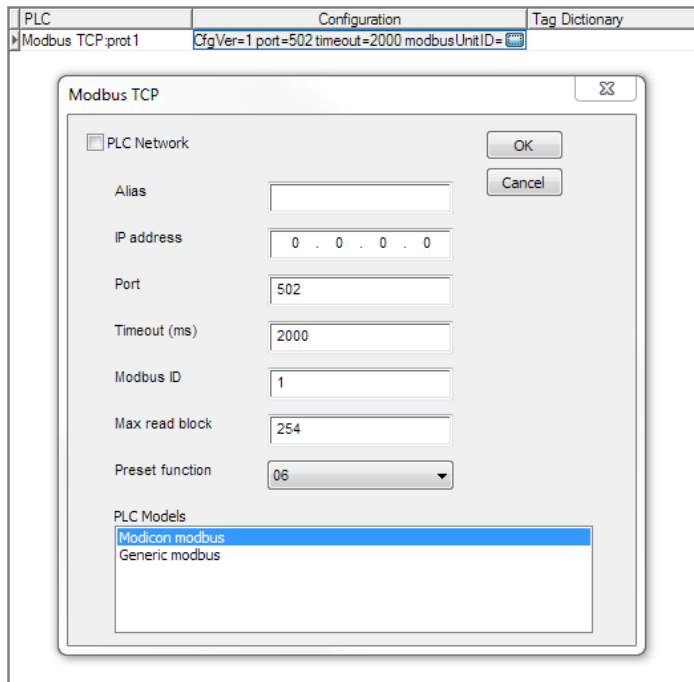 PLC Configuration Tag Dictionary
Modbus TCP:prot1 CfgVer=1 port=502 timeout=2000 modbusUnitID=
Modbus TCP
PLC Network OK
Cancel
Alias
IP address 0 . 0 . 0 . 0
Port 502
Timeout (ms) 2000
Modbus ID 1
Max read block 254
Preset function 06
PLC Models
Modicon modbus
Generic modbus